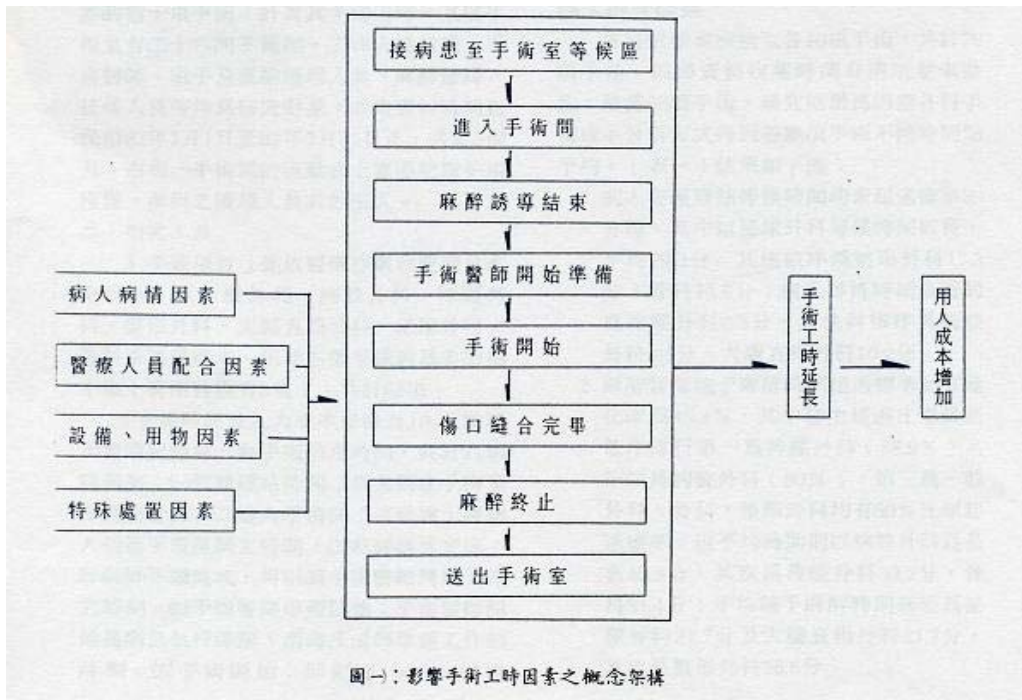 接病患至手術室等候區
進入手術間
麻醉誘導結束
手術醫師開始準備
手術開始
傷口縫合完畢
麻醉終止
送出手術室
病人病情因素
醫療人員配合因素
設備、用物因素
特殊處置因素
手術工時延長
用人成本增加
圖㈠：影響手術工時因素之概念架構